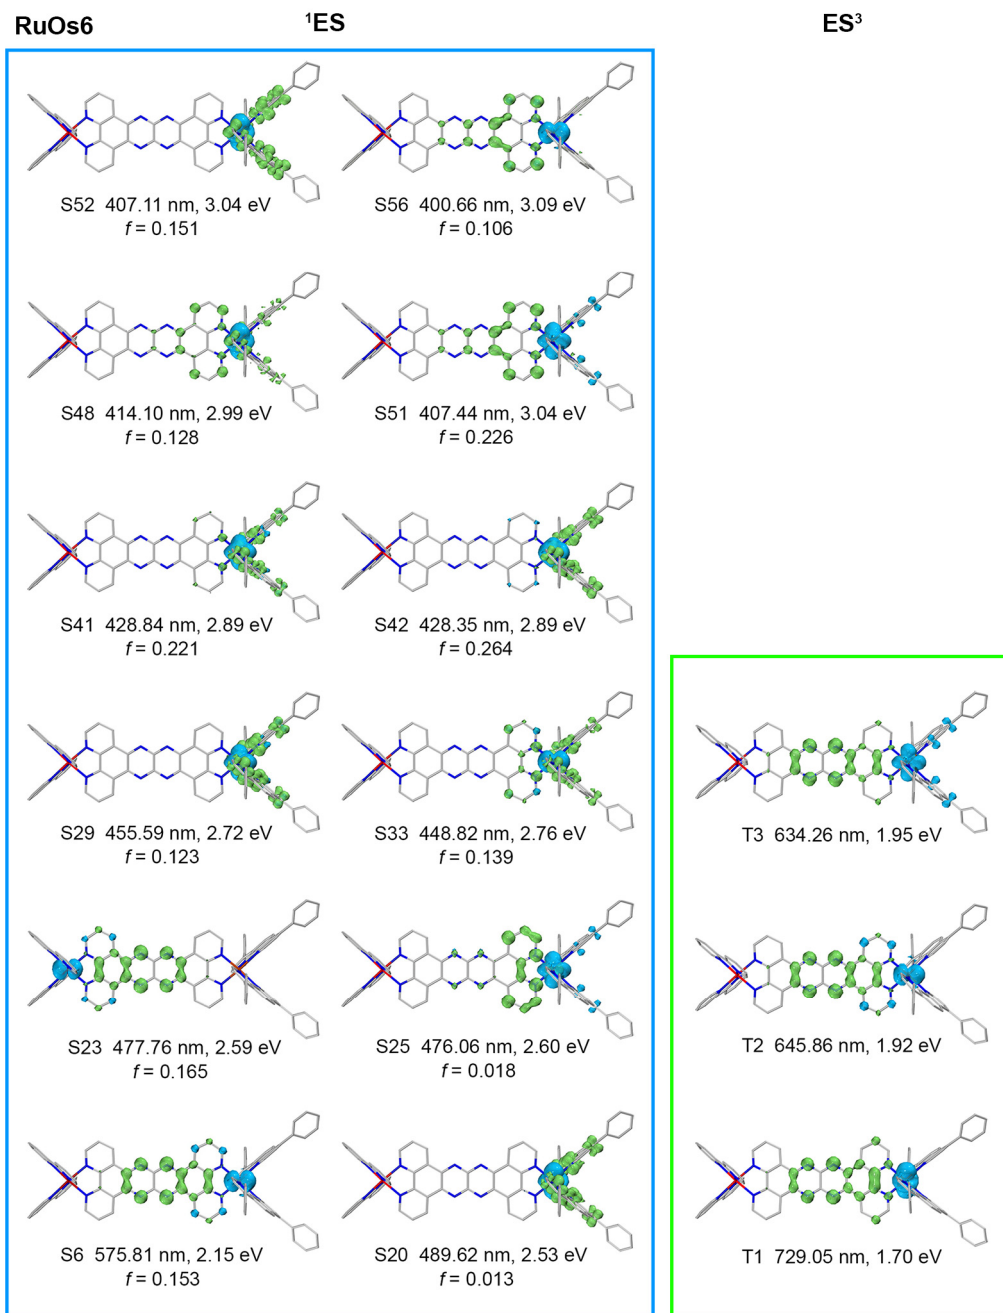 RuOs6
¹ES
ES³
S52 407.11 nm, 3.04 eV
f = 0.151
S56 400.66 nm, 3.09 eV
f = 0.106
S48 414.10 nm, 2.99 eV
f = 0.128
S51 407.44 nm, 3.04 eV
f = 0.226
S41 428.84 nm, 2.89 eV
f = 0.221
S42 428.35 nm, 2.89 eV
f = 0.264
S29 455.59 nm, 2.72 eV
f = 0.123
S33 448.82 nm, 2.76 eV
f = 0.139
T3 634.26 nm, 1.95 eV
S23 477.76 nm, 2.59 eV
f = 0.165
S25 476.06 nm, 2.60 eV
f = 0.018
T2 645.86 nm, 1.92 eV
S6 575.81 nm, 2.15 eV
f = 0.153
S20 489.62 nm, 2.53 eV
f = 0.013
T1 729.05 nm, 1.70 eV